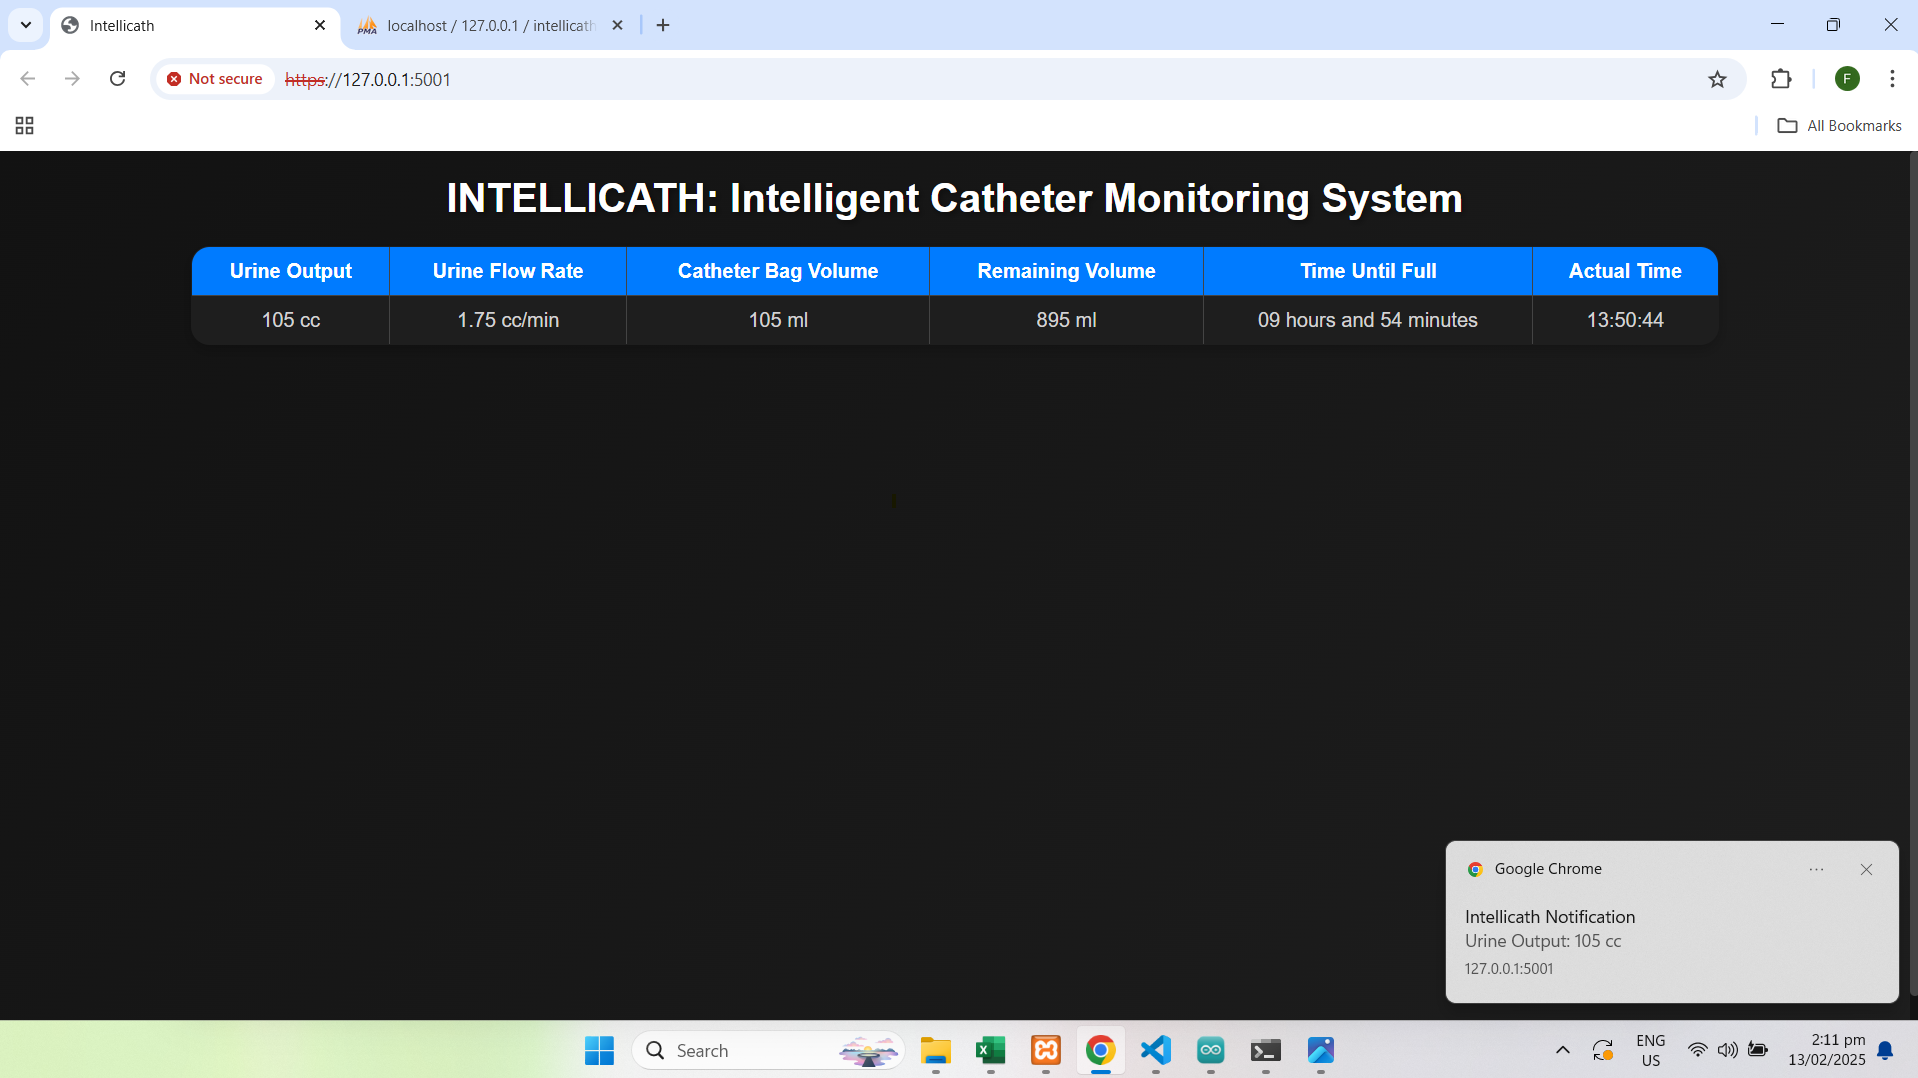 Intellicath
localhost / 127.0.0.1 / intellicath
Not secure https://127.0.0.1:5001
F
All Bookmarks
INTELLICATH: Intelligent Catheter Monitoring System
Urine Output Urine Flow Rate Catheter Bag Volume Remaining Volume Time Until Full Actual Time
105 cc 1.75 cc/min 105 ml 895 ml 09 hours and 54 minutes 13:50:44
Google Chrome
Intellicath Notification
Urine Output: 105 cc
127.0.0.1:5001
Search
ENG
US
2:11 pm
13/02/2025